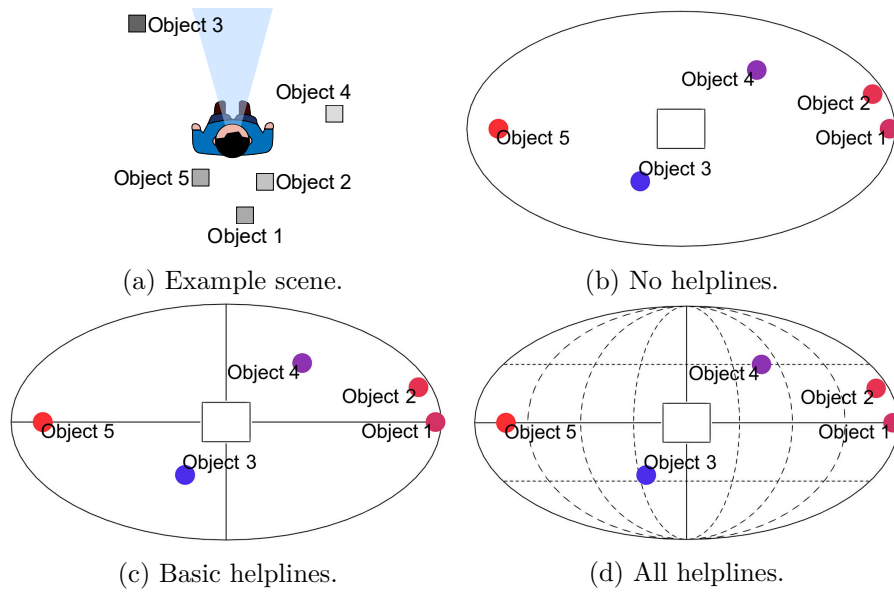 Object 3
Object 4
Object 5
Object 2
Object 1
(a) Example scene.
Object 4
Object 2
Object 5
Object 1
Object 3
(b) No helplines.
Object 4
Object 2
Object 5
Object 1
Object 3
(c) Basic helplines.
Object 4
Object 2
Object 5
Object 1
Object 3
(d) All helplines.